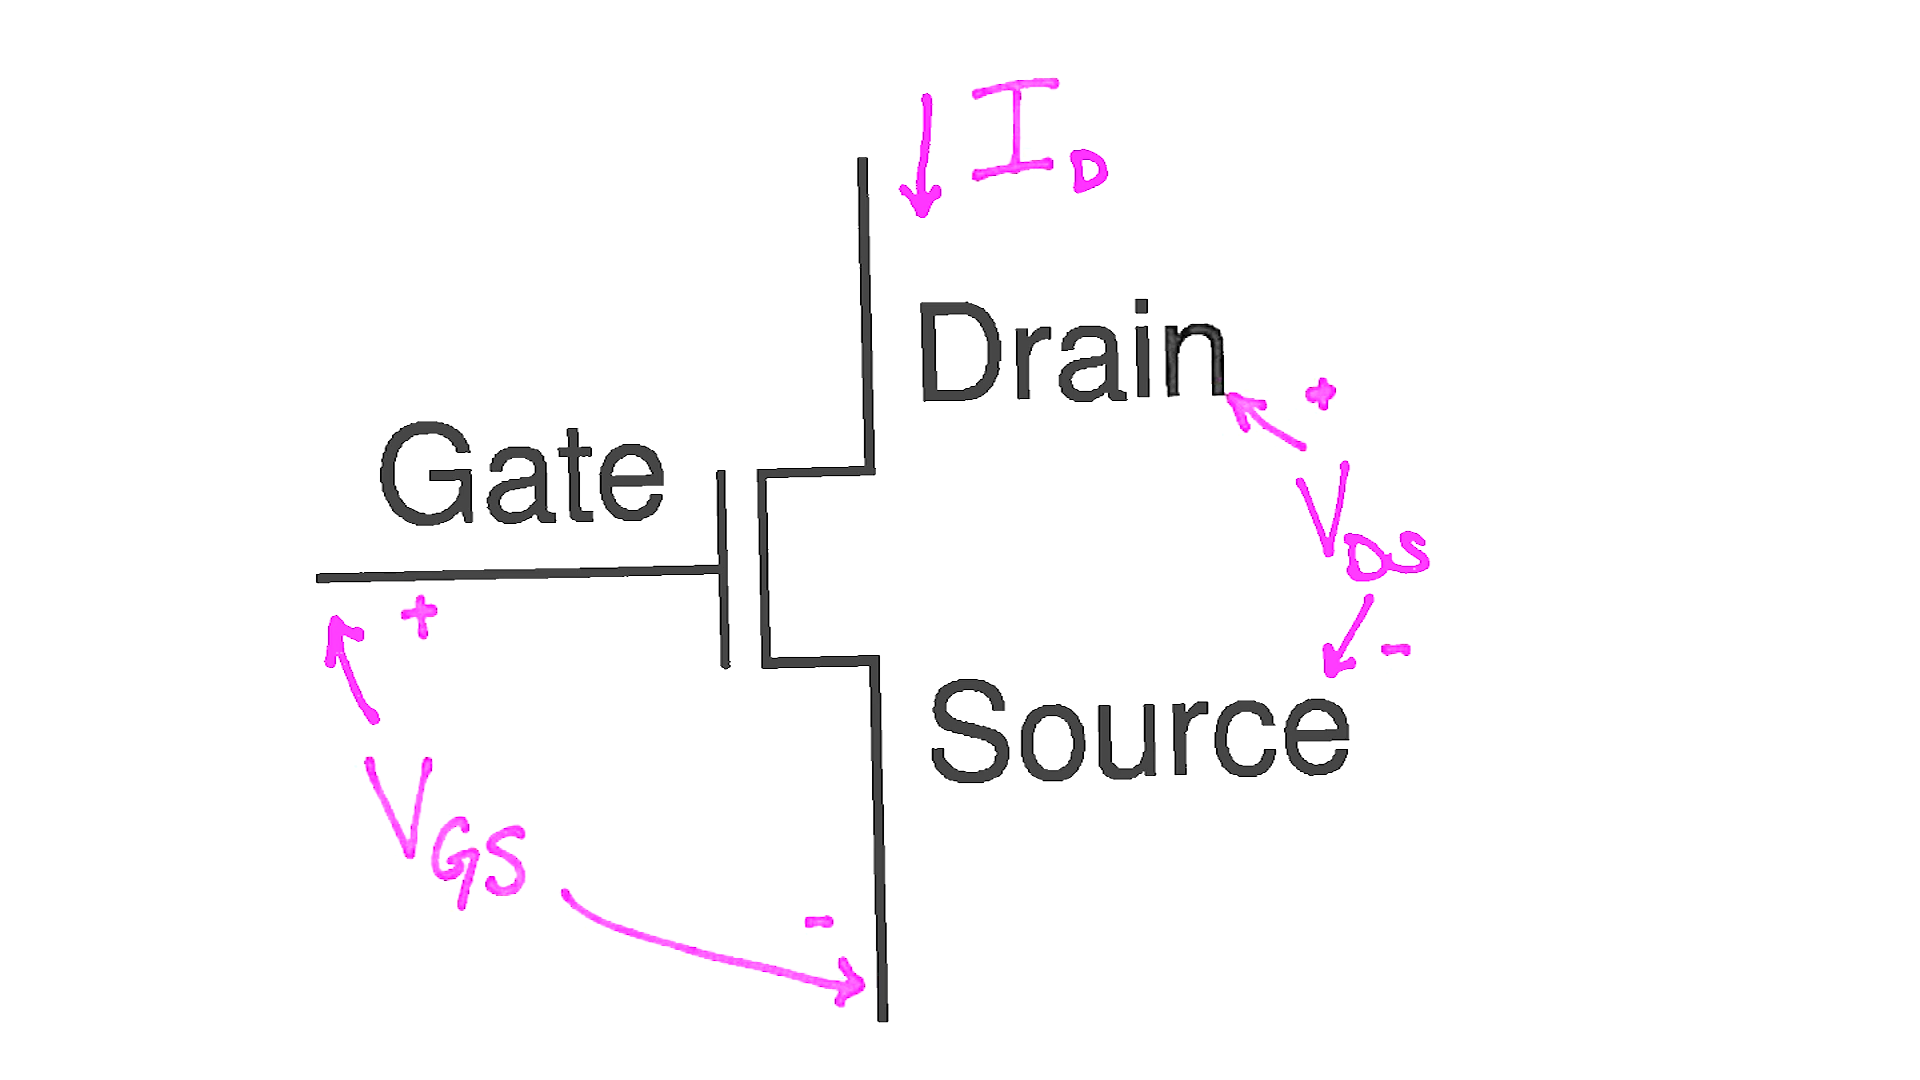 I_D
Drain
+
Gate
V_DS
+
-
Source
V_GS
-